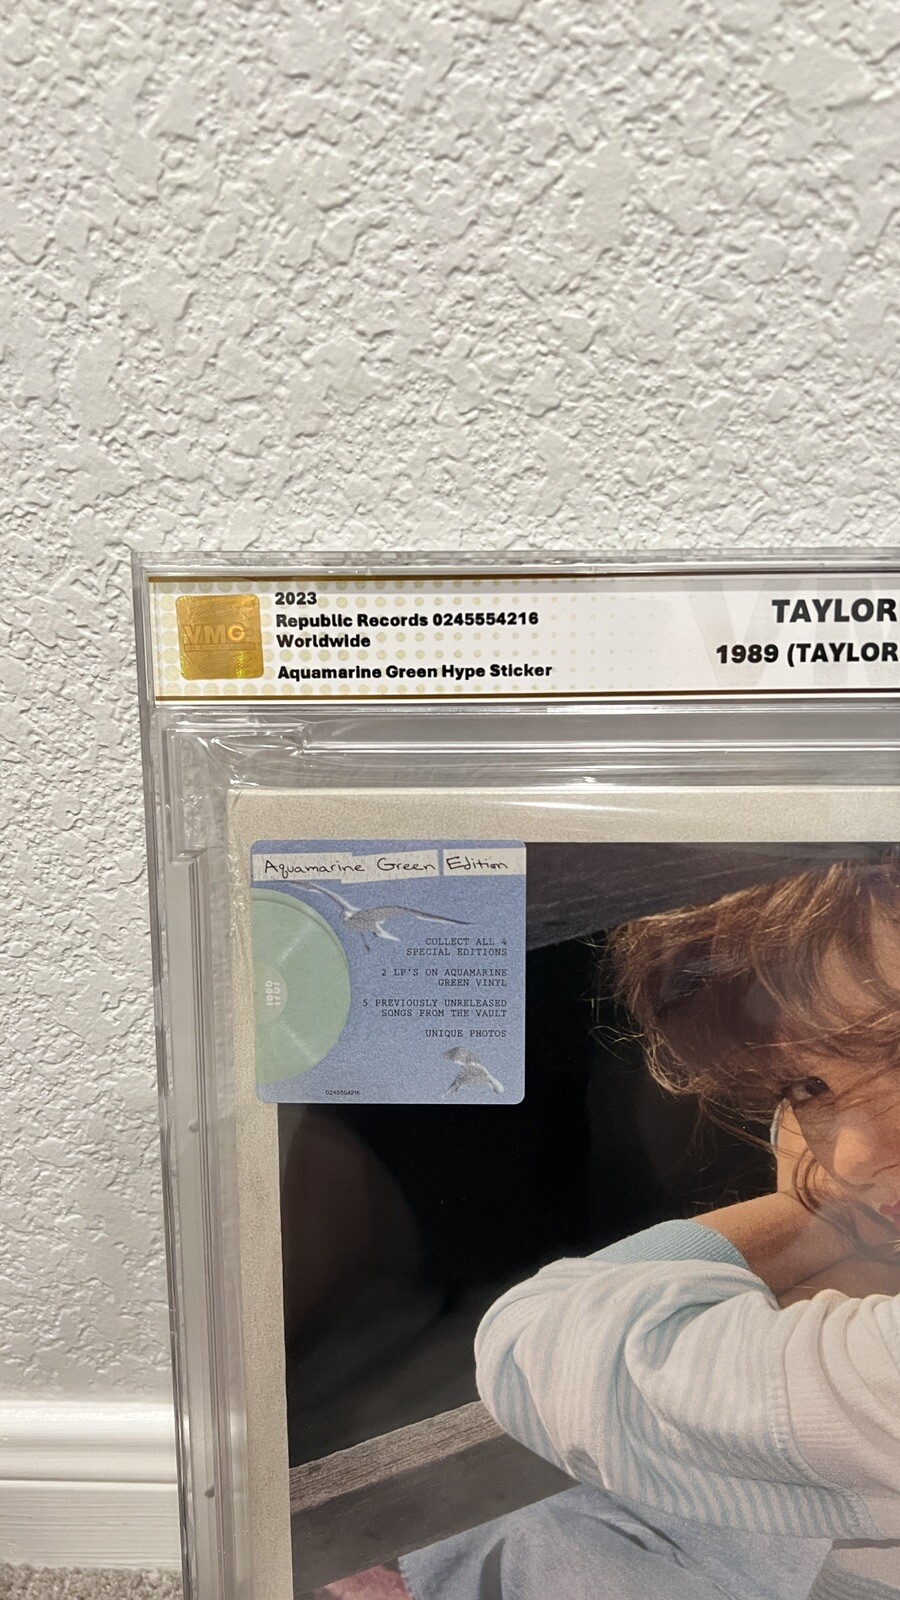 VMG
2023
Republic Records 0245554216
Worldwide
Aquamarine Green Hype Sticker
TAYLOR
1989 (TAYLOR
Aquamarine Green Edition
COLLECT ALL 4
SPECIAL EDITIONS
2 LP'S ON AQUAMARINE
GREEN VINYL
5 PREVIOUSLY UNRELEASED
SONGS FROM THE VAULT
UNIQUE PHOTOS
0245554216